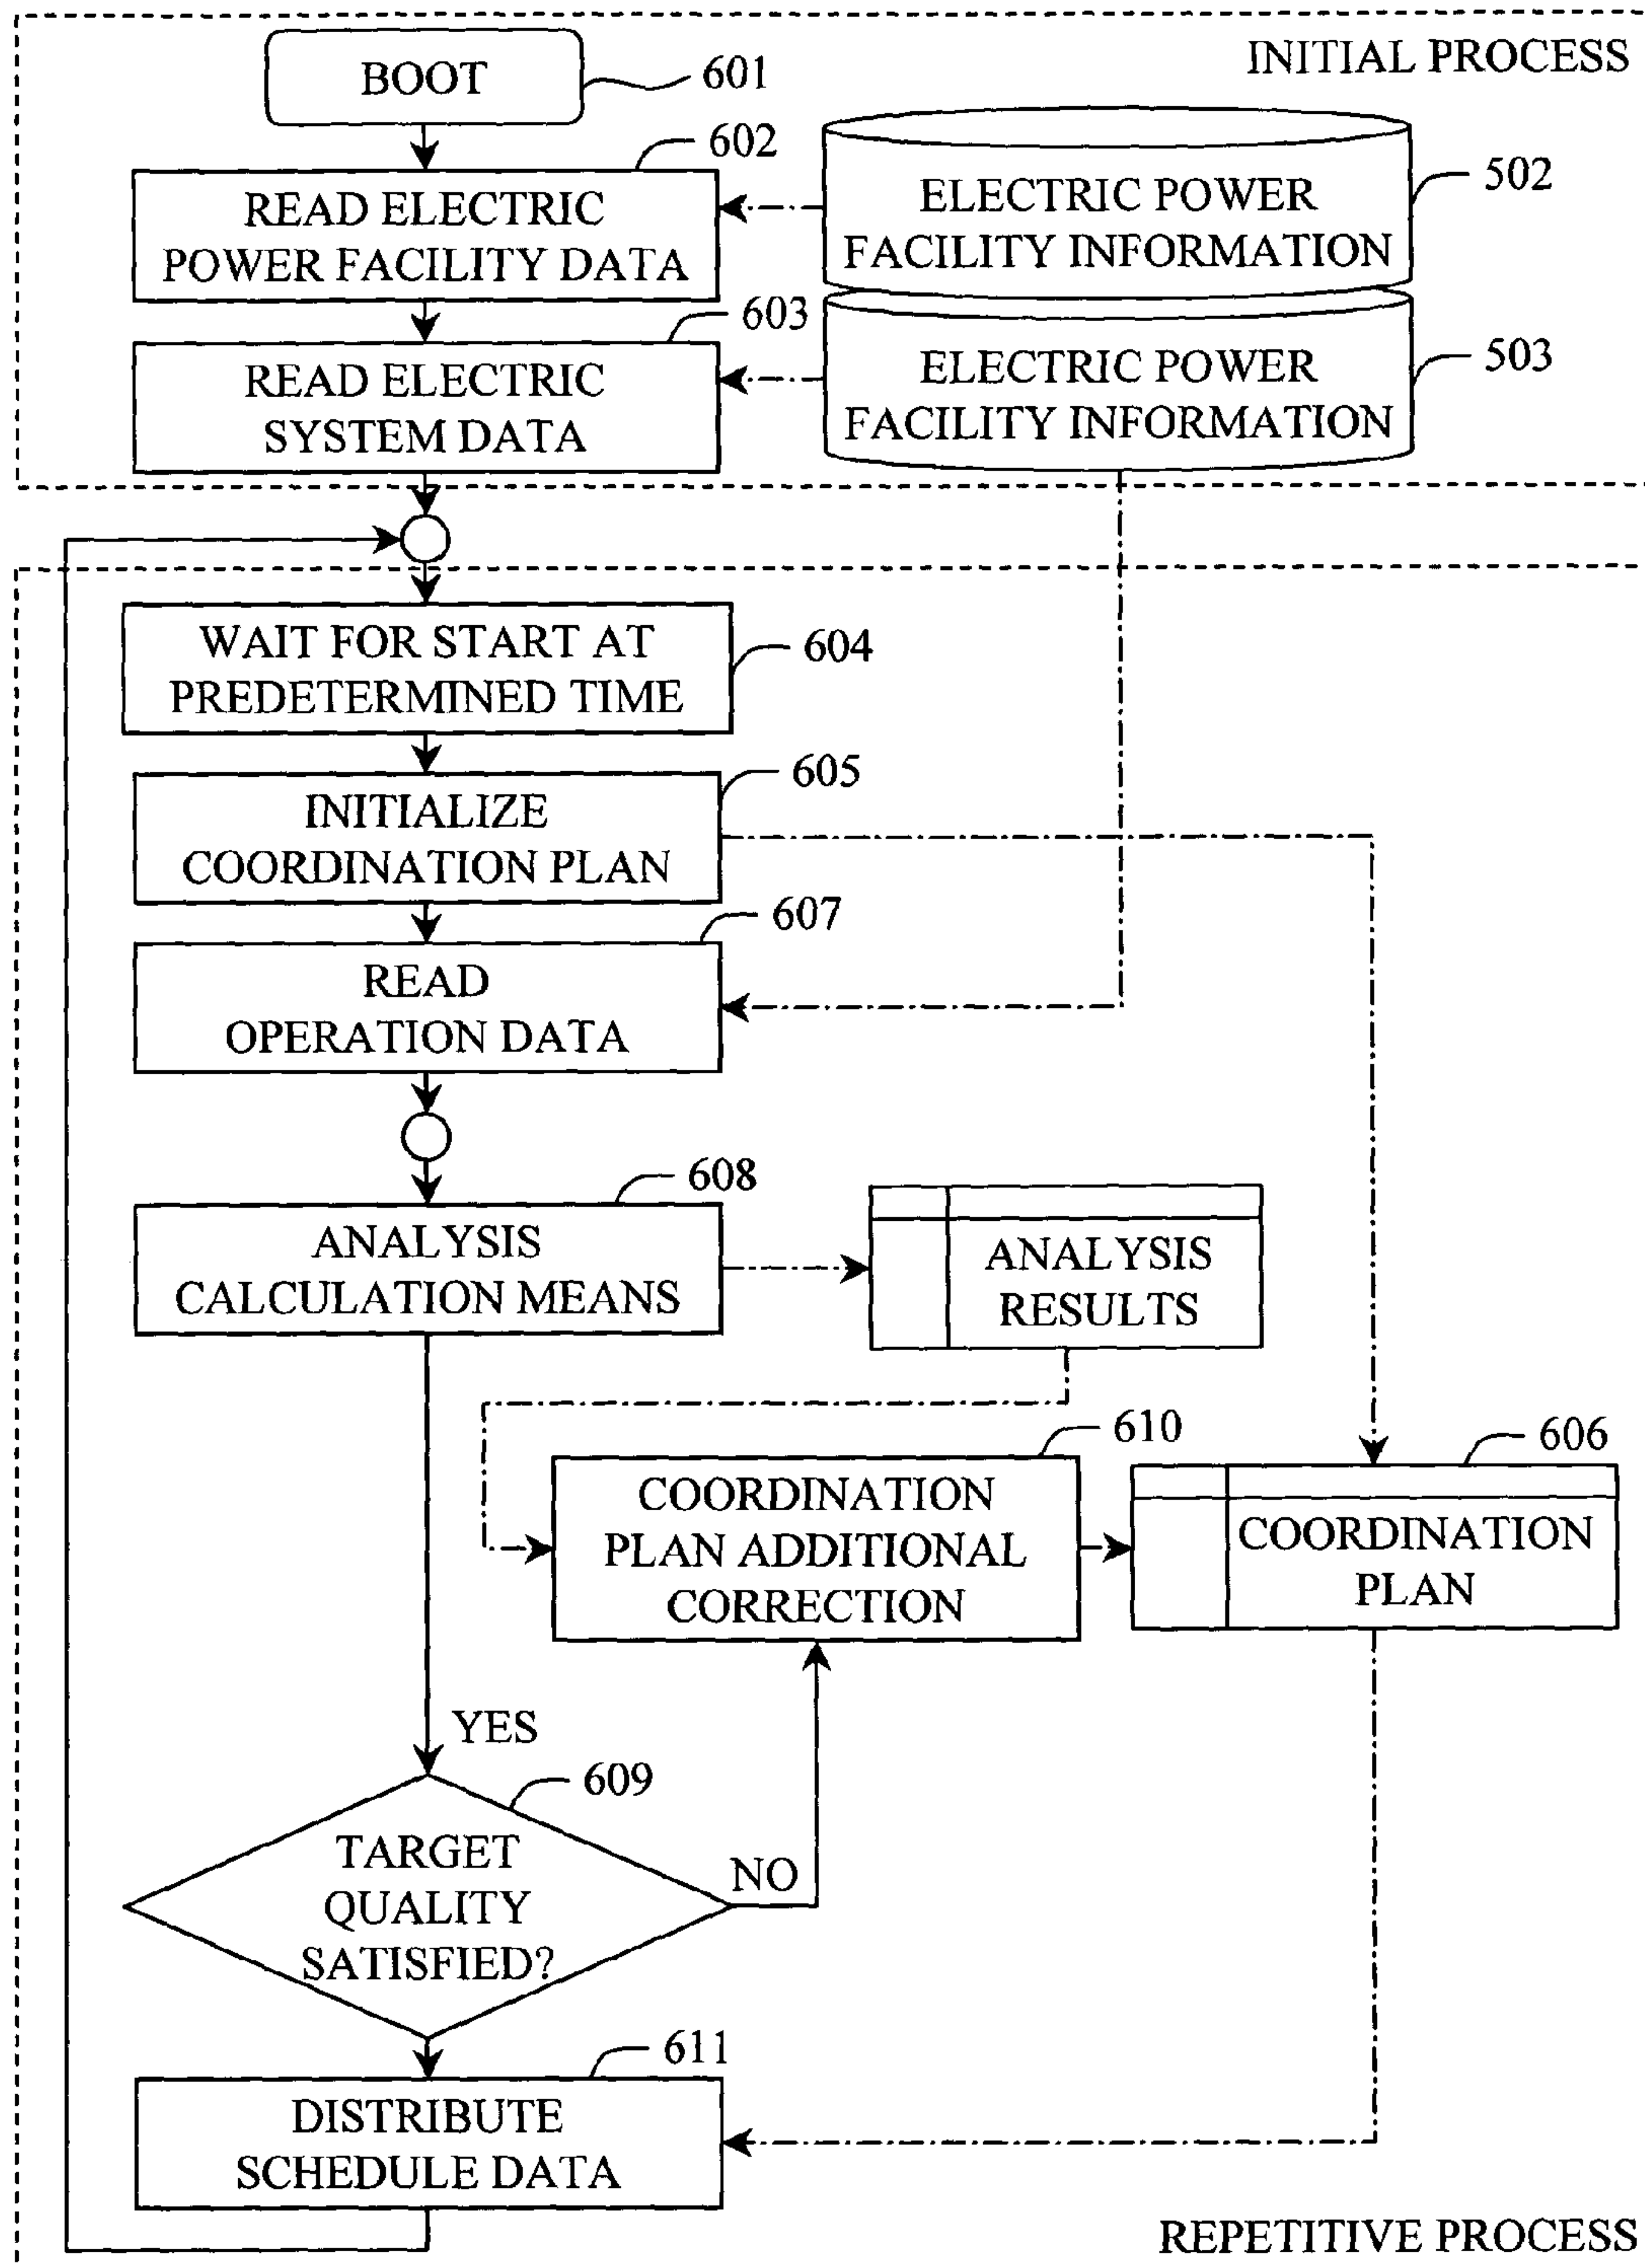 INITIAL PROCESS
BOOT
601
602
READ ELECTRIC
POWER FACILITY DATA
ELECTRIC POWER
FACILITY INFORMATION
502
603
READ ELECTRIC
SYSTEM DATA
ELECTRIC POWER
FACILITY INFORMATION
503
WAIT FOR START AT
PREDETERMINED TIME
604
605
INITIALIZE
COORDINATION PLAN
607
READ
OPERATION DATA
608
ANALYSIS
CALCULATION MEANS
ANALYSIS
RESULTS
610
COORDINATION
PLAN ADDITIONAL
CORRECTION
606
COORDINATION
PLAN
YES
609
TARGET
QUALITY
SATISFIED?
NO
611
DISTRIBUTE
SCHEDULE DATA
REPETITIVE PROCESS